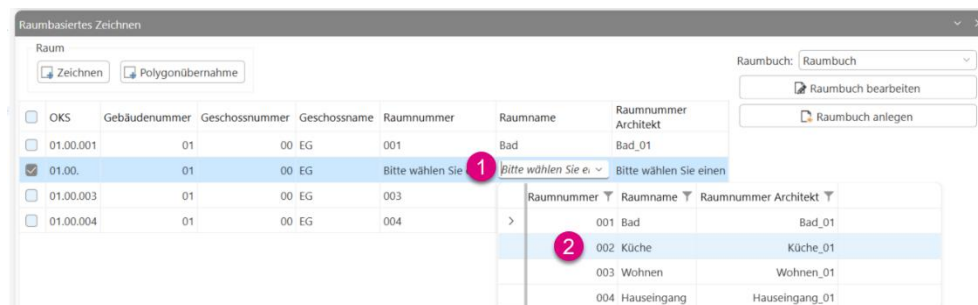 Raumbasiertes Zeichnen
Raum
Zeichnen Polygonübernahme
Raumbuch: Raumbuch
Raumbuch bearbeiten
Raumbuch anlegen
OKS Gebäudenummer Geschossnummer Geschossname Raumnummer Raumname Raumnummer Architekt
01.00.001 01 00 EG 001 Bad Bad_01
01.00. 01 00 EG Bitte wählen Sie 1 Bitte wählen Sie Bitte wählen Sie einen
01.00.003 01 00 EG 003
01.00.004 01 00 EG 004
Raumnummer Raumname Raumnummer Architekt
001 Bad Bad_01
2 002 Küche Küche_01
003 Wohnen Wohnen_01
004 Hauseingang Hauseingang_01